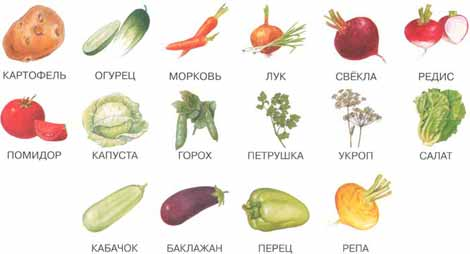 КАРТОФЕЛЬ ОГУРЕЦ МОРКОВЬ ЛУК СВЁКЛА РЕДИС
ПОМИДОР КАПУСТА ГОРОХ ПЕТРУШКА УКРОП САЛАТ
КАБАЧОК БАКЛАЖАН ПЕРЕЦ РЕПА